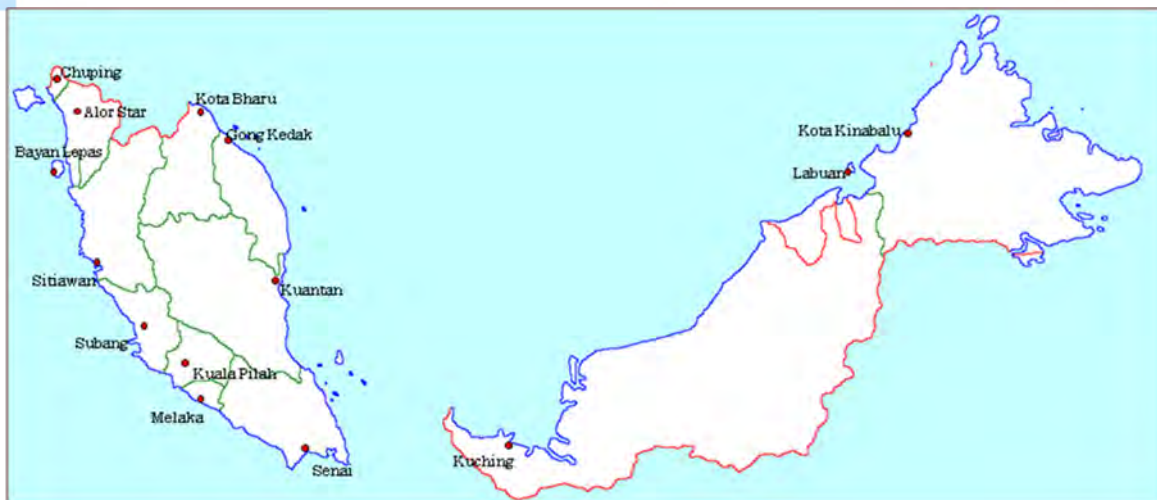 Chuping
Alor Star
Kota Bharu
Gong Kedak
Bayan Lepas
Sitiawan
Kuantan
Subang
Kuala Pilah
Melaka
Senai
Kota Kinabalu
Labuan
Kuching